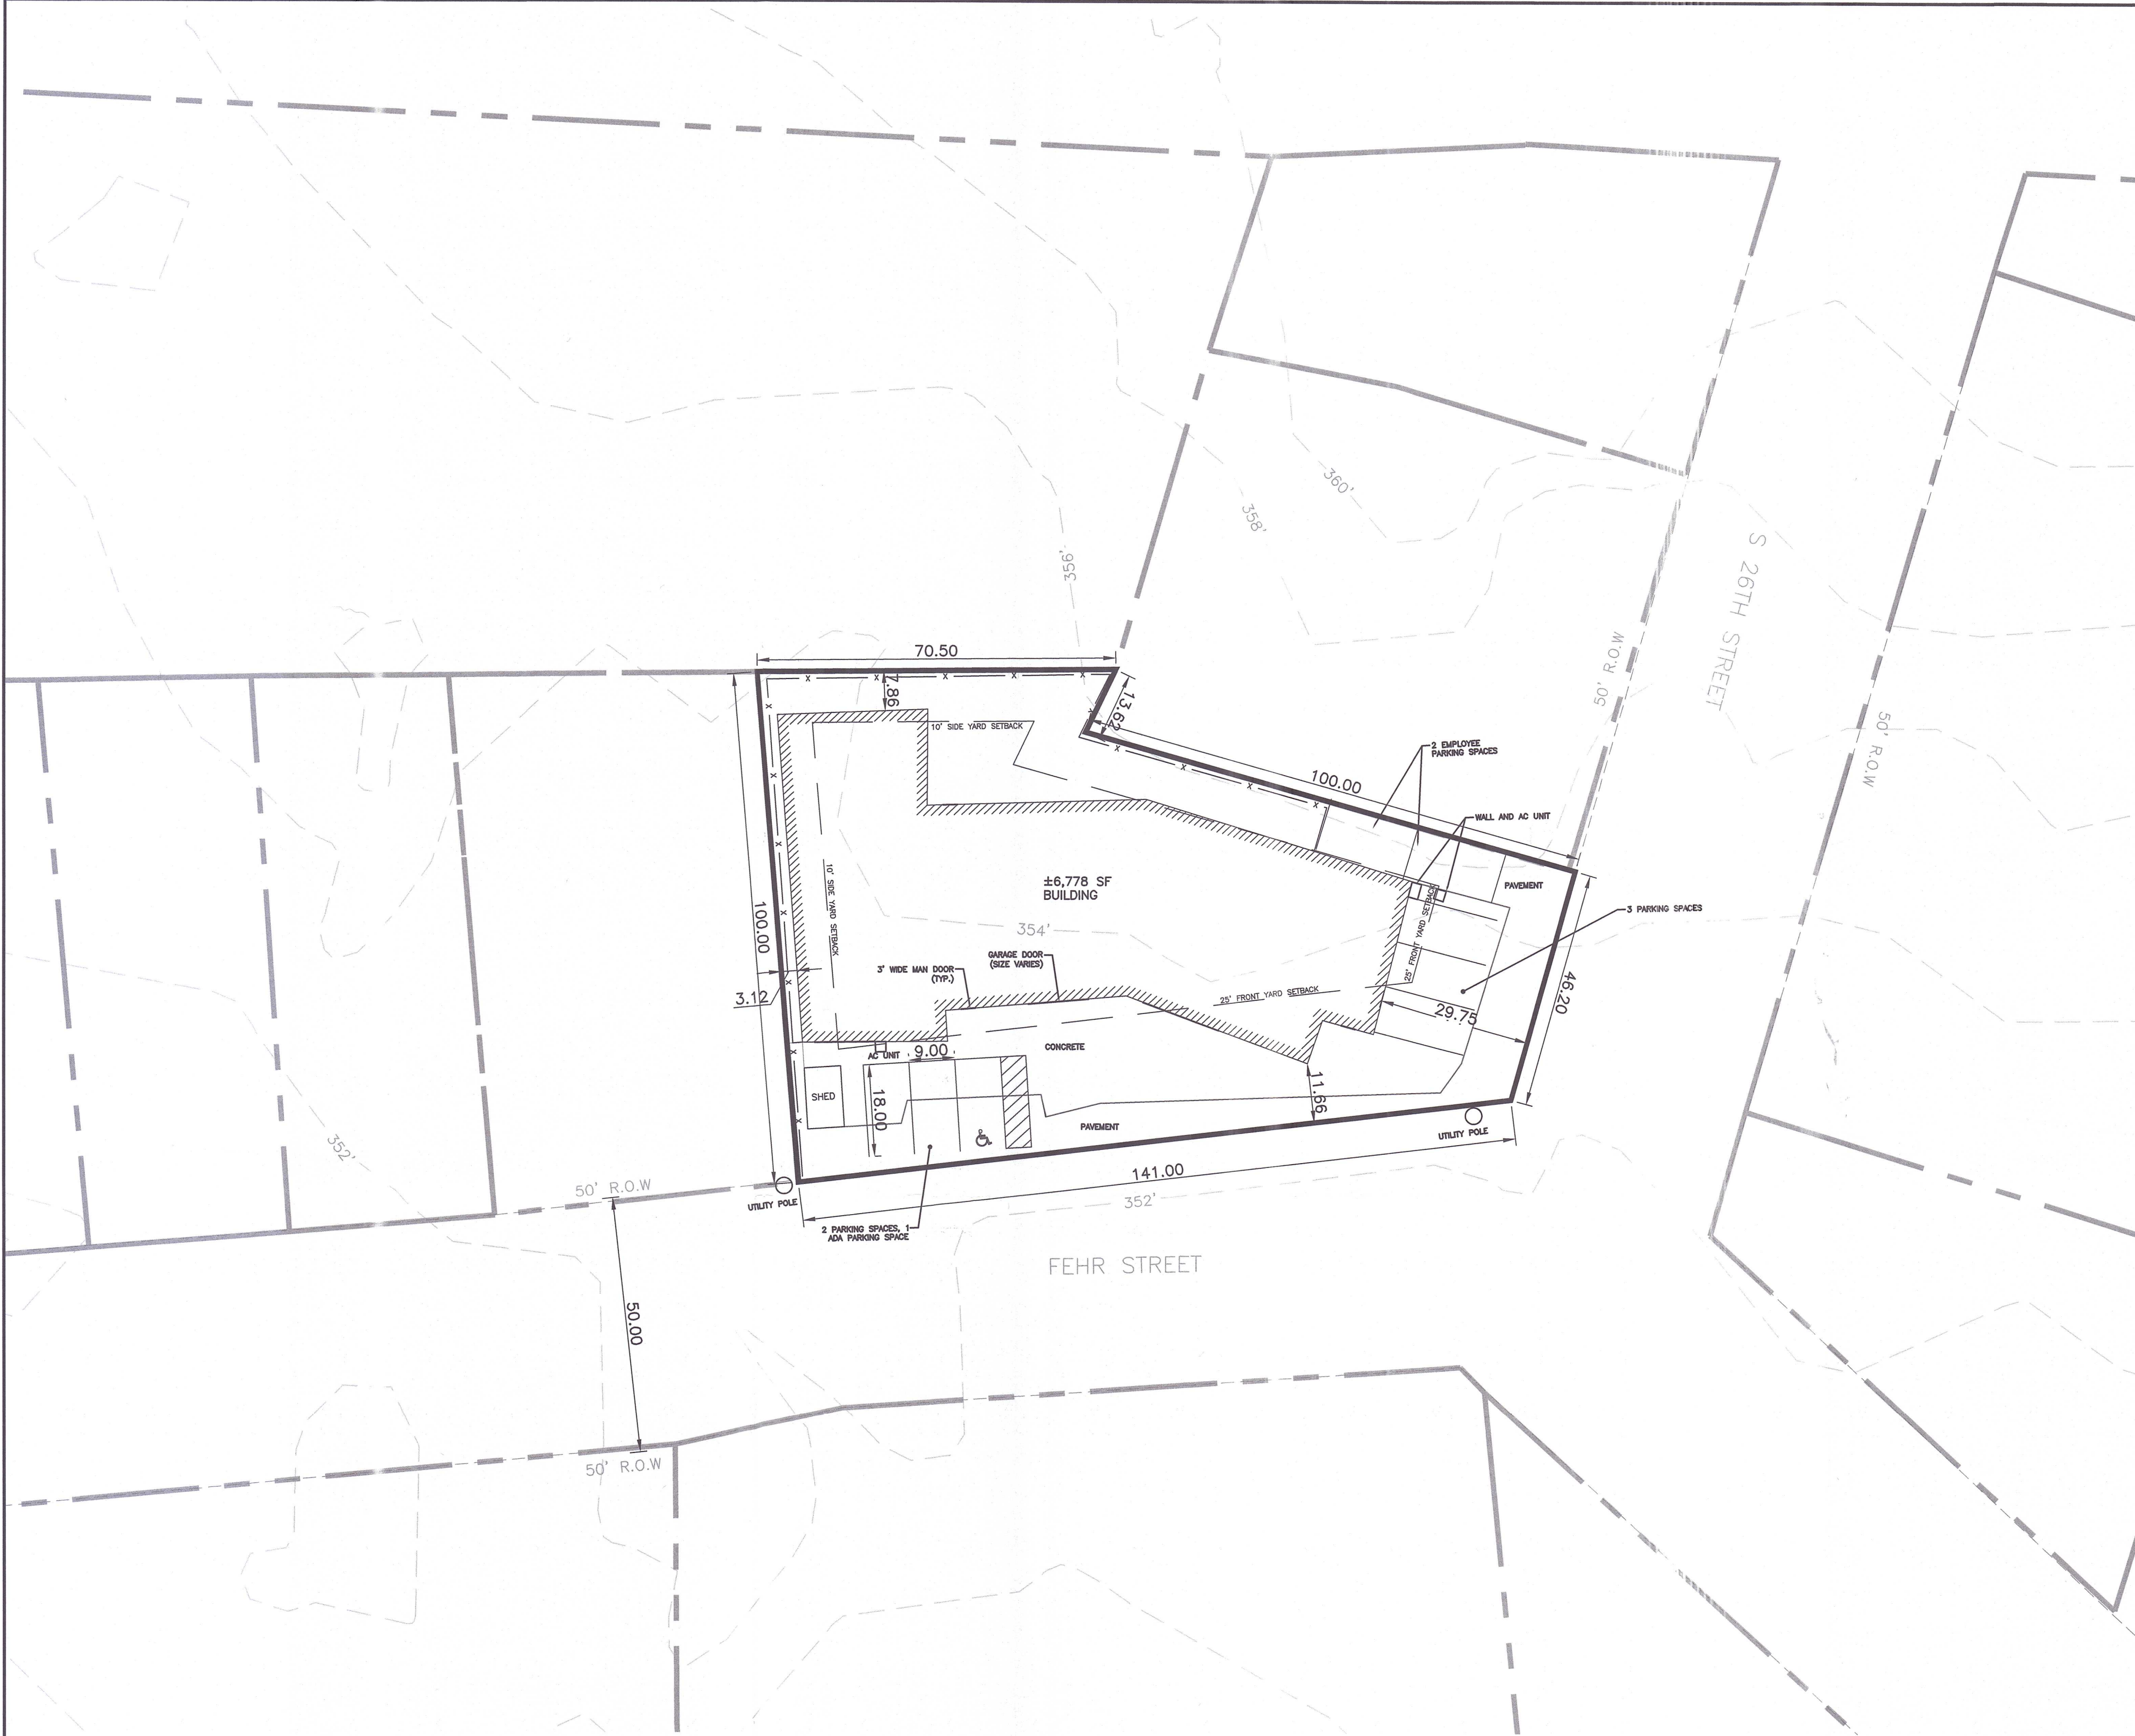 360'
358'
356'
S 26TH STREET
50' R.O.W
50' R.O.W
70.50
7.86
13.62
10' SIDE YARD SETBACK
2 EMPLOYEE
PARKING SPACES
100.00
WALL AND AC UNIT
±6,778 SF
BUILDING
PAVEMENT
3 PARKING SPACES
10' SIDE YARD SETBACK
100.00
354'
25' FRONT YARD SETBACK
GARAGE DOOR
(SIZE VARIES)
3' WIDE MAN DOOR
(TYP.)
3.12
25' FRONT YARD SETBACK
46.20
29.75
CONCRETE
AC UNIT
9.00
SHED
18.00
11.66
PAVEMENT
UTILITY POLE
352'
141.00
50' R.O.W
UTILITY POLE
352'
2 PARKING SPACES, 1
ADA PARKING SPACE
FEHR STREET
50.00
50' R.O.W